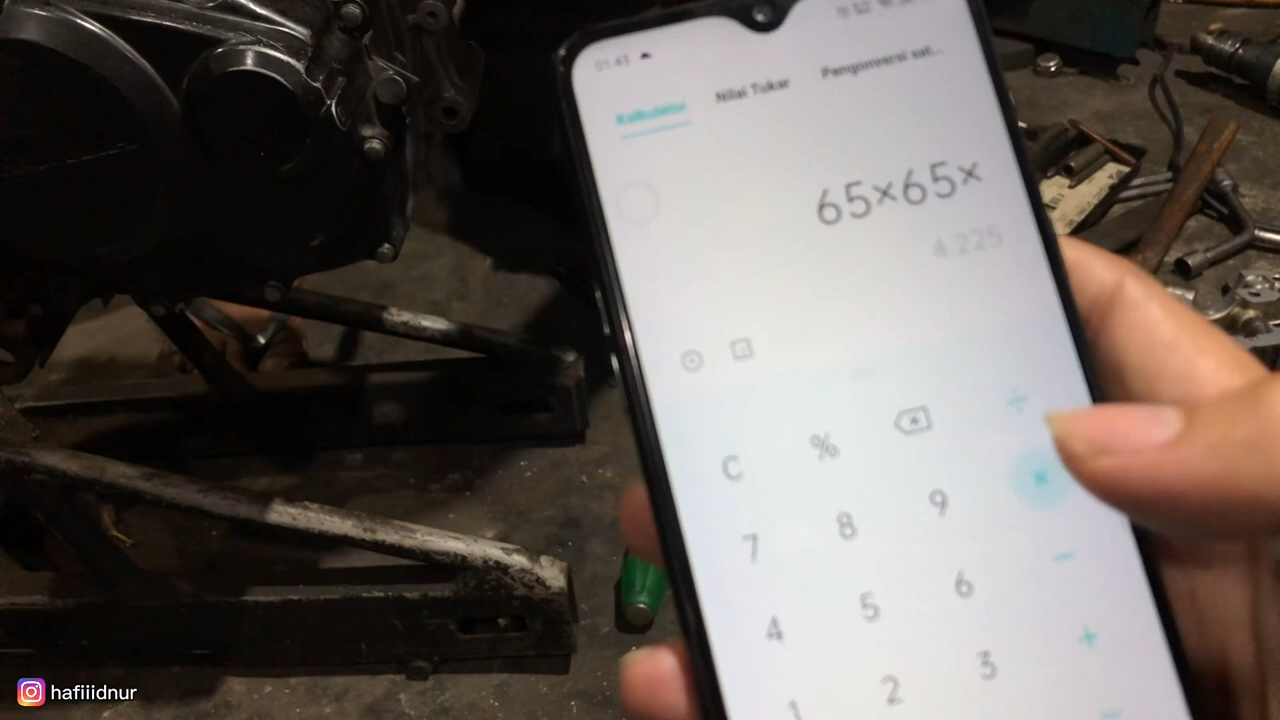 01:43
Kalkulator Nilai Tukar Pengonversi sat...
65×65×
4.225
C %
÷
7 8 9 ×
4 5 6 −
1 2 3 +
hafiiidnur